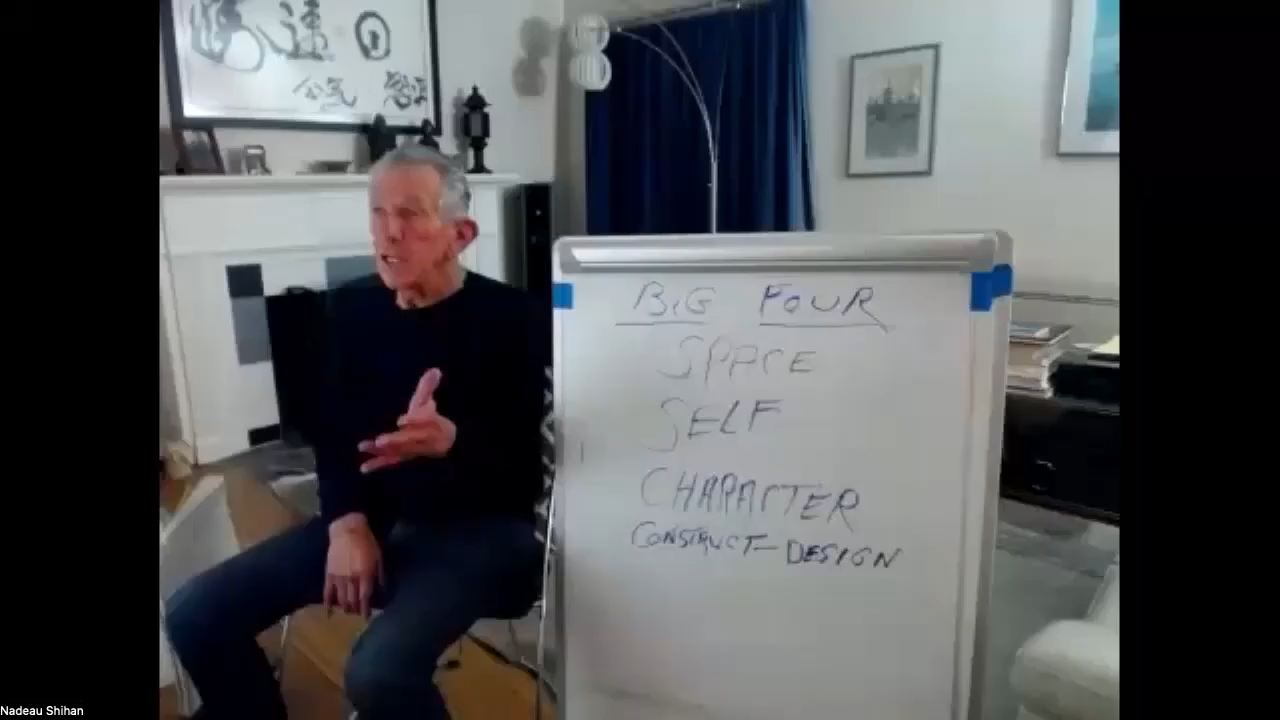 BIG FOUR
SPACE
SELF
CHARACTER
CONSTRUCT-DESIGN
Nadeau Shihan